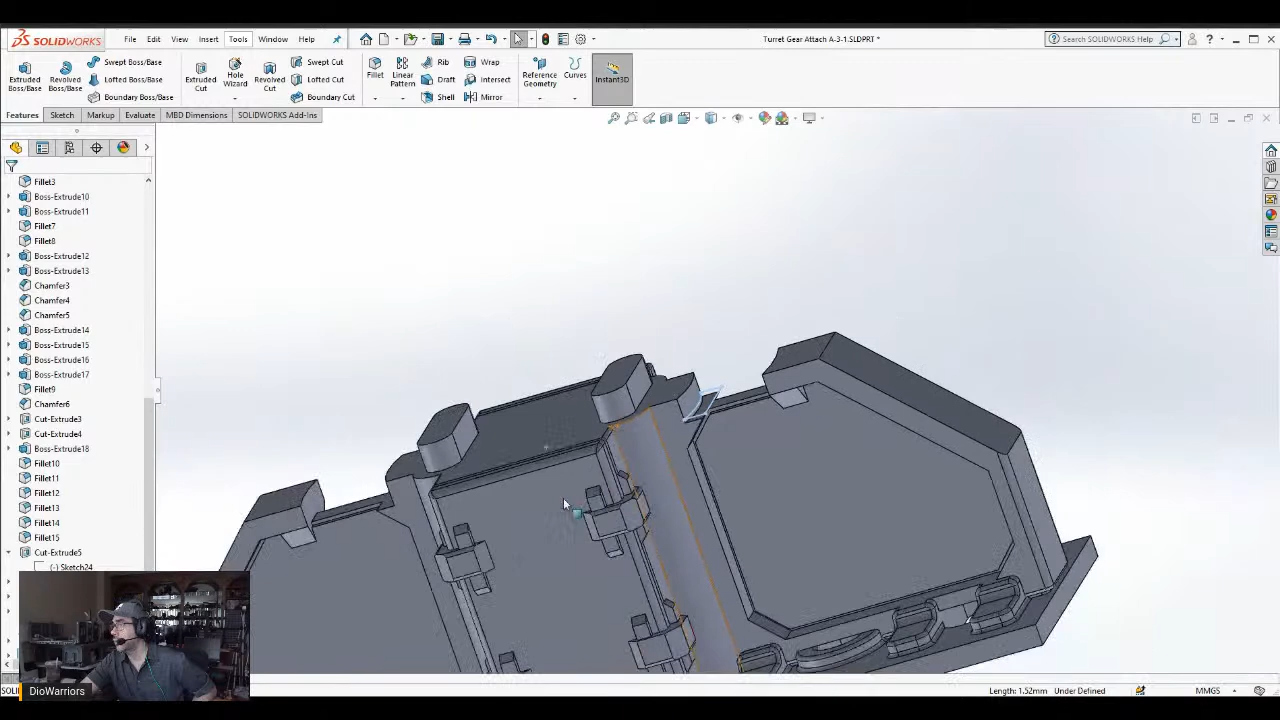 SOLIDWORKS
File Edit View Insert Tools Window Help
Turret Gear Attach A-3-1.SLDPRT *
Search SOLIDWORKS Help
Extruded Boss/Base
Revolved Boss/Base
Swept Boss/Base
Lofted Boss/Base
Boundary Boss/Base
Extruded Cut
Hole Wizard
Revolved Cut
Swept Cut
Lofted Cut
Boundary Cut
Fillet
Linear Pattern
Rib
Draft
Shell
Wrap
Intersect
Mirror
Reference Geometry
Curves
Instant3D
Features Sketch Markup Evaluate MBD Dimensions SOLIDWORKS Add-Ins
Fillet3
Boss-Extrude10
Boss-Extrude11
Fillet7
Fillet8
Boss-Extrude12
Boss-Extrude13
Chamfer3
Chamfer4
Chamfer5
Boss-Extrude14
Boss-Extrude15
Boss-Extrude16
Boss-Extrude17
Fillet9
Chamfer6
Cut-Extrude3
Cut-Extrude4
Boss-Extrude18
Fillet10
Fillet11
Fillet12
Fillet13
Fillet14
Fillet15
Cut-Extrude5
(-) Sketch24
DioWarriors
Length: 1.52mm Under Defined MMGS